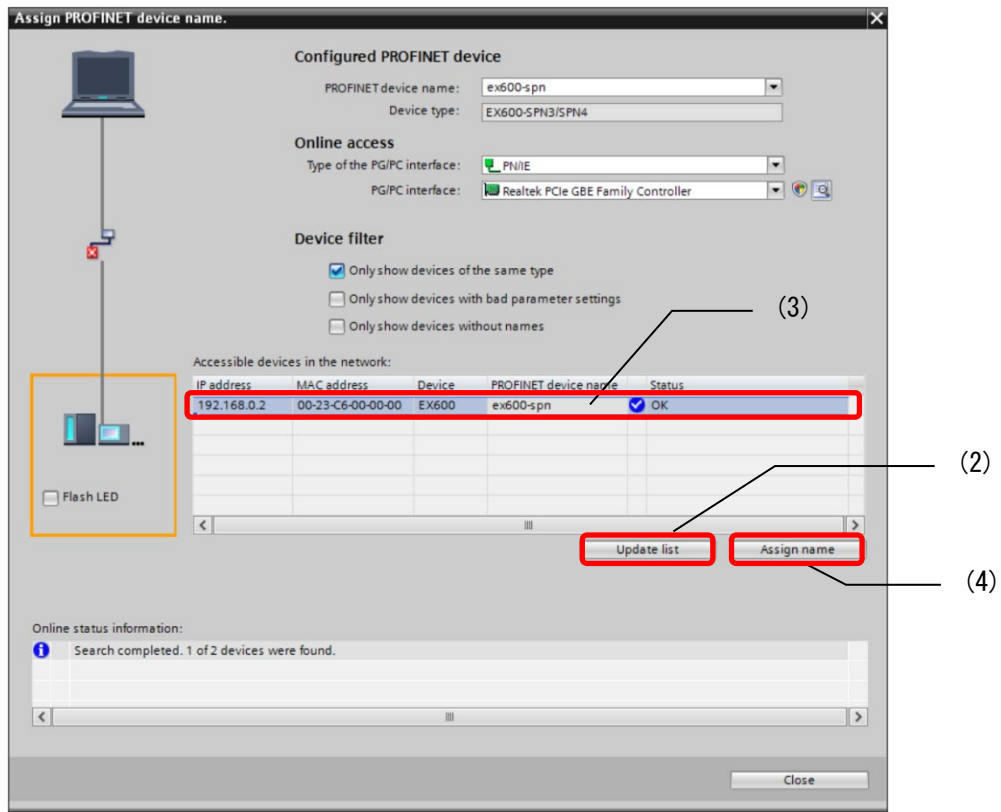 Assign PROFINET device name.
Configured PROFINET device
PROFINET device name: ex600-spn
Device type: EX600-SPN3/SPN4
Online access
Type of the PG/PC interface: PN/IE
PG/PC interface: Realtek PCIe GBE Family Controller
Device filter
Only show devices of the same type
Only show devices with bad parameter settings
(3)
Only show devices without names
Accessible devices in the network:
IP address MAC address Device PROFINET device name Status
192.168.0.2 00-23-C6-00-00-00 EX600 ex600-spn OK
...
(2)
Flash LED
Update list Assign name
(4)
Online status information:
Search completed. 1 of 2 devices were found.
Close